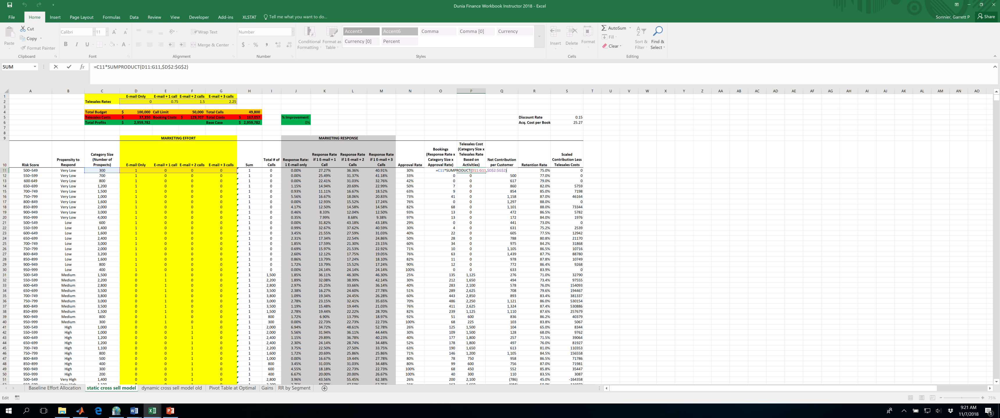 Dunia Finance Workbook Instructor 2018 - Excel
File Home Insert Page Layout Formulas Data Review View Developer Add-ins XLSTAT Tell me what you want to do... Sonnier, Garrett P Share
Cut
Copy
Paste
Format Painter
Clipboard
Calibri 11
B I U
Font
Wrap Text
Merge & Center
Alignment
Number
$ %
Number
Conditional Formatting
Format as Table
Accent5 Accent6 Comma Comma [0] Currency
Currency [0] Percent
Styles
Insert Delete Format
Cells
AutoSum
Fill
Clear
Sort & Filter
Find & Select
Editing
SUM fx =C11*SUMPRODUCT(D11:G11,$D$2:$G$2)
A B C D E F G H I J K L M N O P Q R S T U V W X Y Z AA AB AC AD AE AF AG AH AI AJ AK AL AM AN AO
1 E-mail Only E-mail + 1 call E-mail + 2 calls E-mail + 3 calls
2 Telesales Rates 0 0.75 1.5 2.25
3
4 Total Budget $ 100,000 Call Limit 50,000 Total Calls 49,800
5 Telesales Costs $ 37,350 Booking Costs $ 129,707 Total Costs $ 167,057 % Improvement Discount Rate 0.15
6 Total Profits $ 2,959,782 Base Case $ 2,959,782 0% Acq. Cost per Book 25.27
7
8
9 MARKETING EFFORT MARKETING RESPONSE
10 Risk Score Propensity to Respond Category Size (Number of Prospects) E-mail Only E-mail + 1 call E-mail + 2 calls E-mail + 3 calls Sum Total # of Calls Response Rate: 1 E-mail only Response Rate if 1 E-mail + 1 Call Response Rate if 1 E-mail + 2 Calls Response Rate if 1 E-mail + 3 Calls Approval Rate Bookings (Response Rate x Category Size x Approval Rate) Telesales Cost (Category Size x Telesales Rate Based on Activities) Net Contribution per Customer Retention Rate Scaled Contribution Less Telesales Costs
11 500–549 Very Low 300 1 0 0 0 1 0 0.00% 27.27% 36.36% 40.91% 30% =C11*SUMPRODUCT(D11:G11,$D$2:$G$2) 75.0% 0
12 550–599 Very Low 700 1 0 0 0 1 0 0.00% 25.49% 31.37% 41.18% 33% 0 0 500 77.0% 0
13 600-649 Very Low 800 1 0 0 0 1 0 0.00% 22.41% 31.03% 32.76% 42% 0 0 617 79.0% 0
14 650–699 Very Low 1,200 1 0 0 0 1 0 1.15% 14.94% 20.69% 22.99% 50% 7 0 860 82.0% 5759
15 700–749 Very Low 1,500 1 0 0 0 1 0 0.93% 11.11% 16.67% 18.52% 63% 9 0 854 85.0% 7198
16 750–799 Very Low 1,000 1 0 0 0 1 0 5.56% 16.67% 18.06% 20.83% 73% 41 0 1,158 87.0% 46164
17 800–849 Very Low 1,600 1 0 0 0 1 0 0.00% 12.93% 15.52% 17.24% 76% 0 0 1,297 88.0% 0
18 850–899 Very Low 2,000 1 0 0 0 1 0 4.17% 12.50% 14.58% 14.58% 82% 68 0 1,101 88.0% 73344
19 900–949 Very Low 3,000 1 0 0 0 1 0 0.46% 8.33% 12.04% 12.50% 93% 13 0 472 86.5% 5782
20 950–999 Very Low 4,000 1 0 0 0 1 0 0.35% 7.99% 8.68% 9.38% 97% 13 0 172 84.0% 1976
21 500–549 Low 600 1 0 0 0 1 0 0.00% 31.82% 43.18% 43.18% 29% 0 0 441 73.0% 0
22 550–599 Low 1,400 1 0 0 0 1 0 0.99% 32.67% 37.62% 40.59% 30% 4 0 631 75.2% 2539
23 600–649 Low 1,600 1 0 0 0 1 0 3.45% 21.55% 27.59% 31.03% 40% 22 0 605 77.5% 12942
24 650–699 Low 2,400 1 0 0 0 1 0 2.31% 17.34% 22.54% 24.86% 50% 28 0 788 80.8% 21170
25 700–749 Low 3,000 1 0 0 0 1 0 1.85% 17.59% 21.30% 23.15% 60% 34 0 975 84.2% 31868
26 750–799 Low 2,000 1 0 0 0 1 0 0.69% 15.97% 21.53% 22.92% 71% 10 0 1,105 86.5% 10716
27 800–849 Low 3,200 1 0 0 0 1 0 2.60% 12.12% 17.75% 19.05% 76% 63 0 1,439 87.7% 88780
28 850–899 Low 1,600 1 0 0 0 1 0 0.86% 13.79% 17.24% 18.10% 82% 11 0 978 87.8% 10749
29 900–949 Low 800 1 0 0 0 1 0 1.72% 13.79% 15.52% 17.24% 90% 12 0 772 86.4% 9268
30 950–999 Low 400 1 0 0 0 1 0 0.00% 24.14% 24.14% 24.14% 100% 0 0 633 83.9% 0
31 500–549 Medium 1,500 0 1 0 0 1 1,500 1.85% 36.11% 46.30% 46.30% 25% 135 1,125 276 71.0% 32790
32 550–599 Medium 2,200 0 1 0 0 1 2,200 1.89% 32.08% 38.99% 42.14% 30% 212 1,650 494 73.4% 97555
33 600–649 Medium 2,800 0 1 0 0 1 2,800 2.97% 25.25% 33.66% 36.14% 40% 283 2,100 578 76.0% 154093
34 650–699 Medium 3,500 0 1 0 0 1 3,500 2.38% 16.27% 24.60% 27.78% 51% 289 2,625 708 79.6% 194467
35 700–749 Medium 3,800 0 1 0 0 1 3,800 1.09% 19.34% 24.45% 26.28% 60% 443 2,850 893 83.4% 381337
36 750–799 Medium 3,000 0 1 0 0 1 3,000 2.78% 23.15% 32.41% 35.65% 70% 486 2,250 1,121 86.0% 530154
37 800–849 Medium 3,500 0 1 0 0 1 3,500 1.19% 15.48% 19.44% 21.03% 76% 411 2,625 1,324 87.4% 530886
38 850–899 Medium 1,500 0 1 0 0 1 1,500 2.78% 19.44% 22.22% 28.70% 82% 239 1,125 1,110 87.6% 257679
39 900–949 Medium 800 0 1 0 0 1 800 1.72% 6.90% 13.79% 18.97% 92% 51 600 836 86.2% 40379
40 950–999 Medium 300 0 1 0 0 1 300 0.00% 22.73% 22.73% 22.73% 100% 68 225 103 83.8% 5067
41 500–549 High 1,000 0 0 1 0 1 2,000 6.94% 34.72% 48.61% 52.78% 26% 125 1,500 104 65.0% 8344
42 550–599 High 1,000 0 0 1 0 1 2,000 5.56% 31.94% 36.11% 44.44% 30% 109 1,500 128 68.0% 9762
43 600–649 High 1,200 0 0 1 0 1 2,400 1.15% 29.89% 36.78% 40.23% 40% 177 1,800 257 71.5% 39064
44 650–699 High 1,200 0 0 1 0 1 2,400 2.30% 24.14% 28.74% 34.48% 52% 178 1,800 497 76.0% 81927
45 700–749 High 1,100 0 0 1 0 1 2,200 3.75% 22.50% 27.50% 33.75% 63% 190 1,650 613 81.0% 110353
46 750–799 High 800 0 0 1 0 1 1,600 1.72% 20.69% 25.86% 25.86% 71% 146 1,200 1,105 84.5% 156558
47 800–849 High 500 0 0 1 0 1 1,000 0.00% 16.67% 19.44% 27.78% 80% 78 750 958 86.5% 71786
48 850–899 High 400 0 0 1 0 1 800 3.45% 31.03% 31.03% 34.48% 80% 99 600 756 87.0% 71981
49 900–949 High 300 0 0 1 0 1 600 4.55% 18.18% 22.73% 22.73% 100% 68 450 552 85.8% 35447
50 950–999 High 200 0 0 1 0 1 400 6.67% 20.00% 20.00% 26.67% 100% 40 300 110 83.5% 3087
51 500–549 Very High 1,400 0 0 1 0 1 2,800 3.96% 43.56% 55.45% 62.38% 26% 200 2,100 (786) 45.0% -164358
Baseline Effort Allocation static cross sell model dynamic cross sell model old Pivot Table at Optimal Gains RR by Segment
Edit 75%
9:21 AM
11/7/2018
1